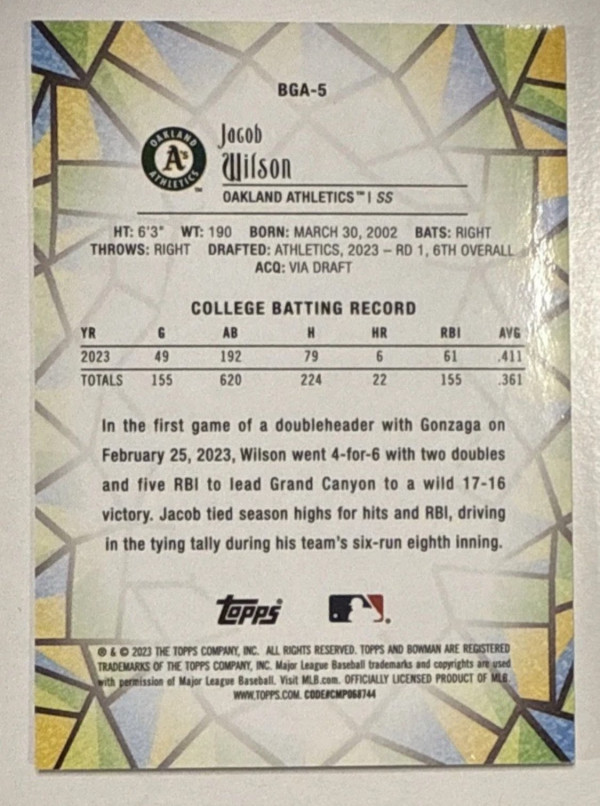 BGA-5
OAKLAND
A's
ATHLETICS
TM
Jacob
Wilson
OAKLAND ATHLETICS™ | SS
HT: 6'3" WT: 190 BORN: MARCH 30, 2002 BATS: RIGHT
THROWS: RIGHT DRAFTED: ATHLETICS, 2023 – RD 1, 6TH OVERALL
ACQ: VIA DRAFT
COLLEGE BATTING RECORD
YR G AB H HR RBI AVG
2023 49 192 79 6 61 .411
TOTALS 155 620 224 22 155 .361
In the first game of a doubleheader with Gonzaga on
February 25, 2023, Wilson went 4-for-6 with two doubles
and five RBI to lead Grand Canyon to a wild 17-16
victory. Jacob tied season highs for hits and RBI, driving
in the tying tally during his team's six-run eighth inning.
Topps
® & © 2023 THE TOPPS COMPANY, INC. ALL RIGHTS RESERVED. TOPPS AND BOWMAN ARE REGISTERED
TRADEMARKS OF THE TOPPS COMPANY, INC. Major League Baseball trademarks and copyrights are used
with permission of Major League Baseball. Visit MLB.com. OFFICIALLY LICENSED PRODUCT OF MLB.
WWW.TOPPS.COM. CODE#CMP068744